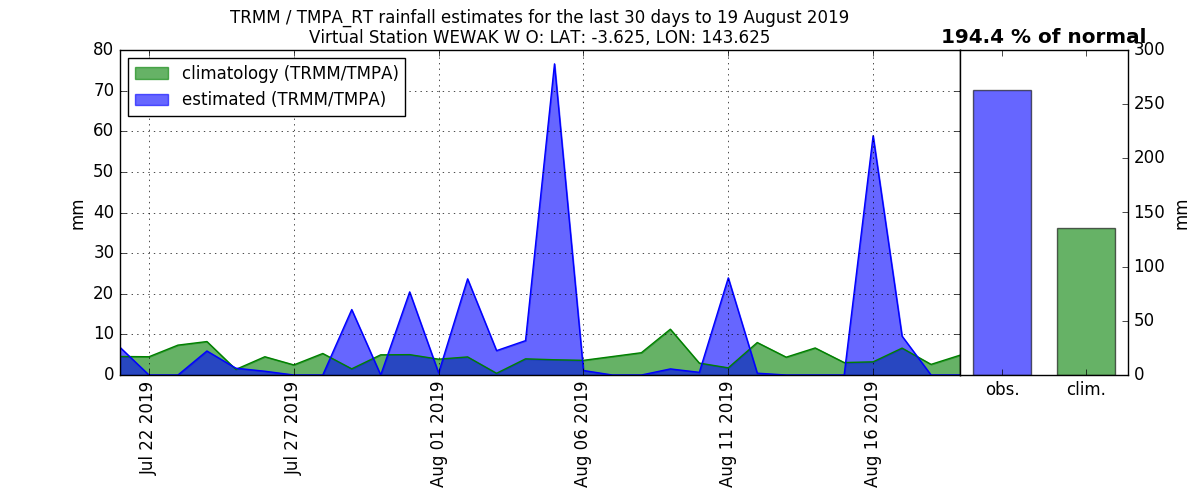 TRMM / TMPA_RT rainfall estimates for the last 30 days to 19 August 2019
Virtual Station WEWAK W O: LAT: -3.625, LON: 143.625
194.4 % of normal
climatology (TRMM/TMPA)
estimated (TRMM/TMPA)
80
70
60
50
40
30
20
10
0
mm
Jul 22 2019
Jul 27 2019
Aug 01 2019
Aug 06 2019
Aug 11 2019
Aug 16 2019
300
250
200
150
100
50
0
mm
obs.
clim.